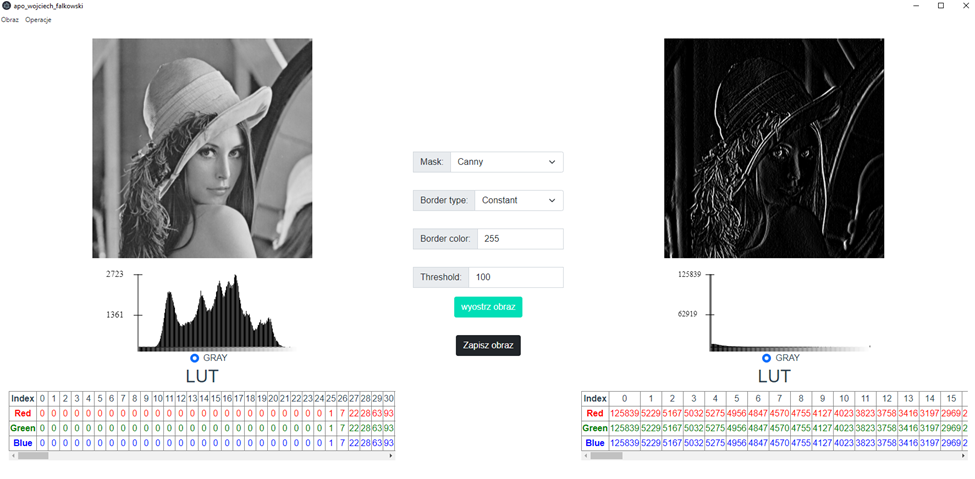 apo_wojciech_falkowski
Obraz Operacje
Mask: Canny
Border type: Constant
Border color: 255
Threshold: 100
wyostrz obraz
Zapisz obraz
2723
1361
GRAY
LUT
Index 0 1 2 3 4 5 6 7 8 9 10 11 12 13 14 15 16 17 18 19 20 21 22 23 24 25 26 27 28 29 30
Red 0 0 0 0 0 0 0 0 0 0 0 0 0 0 0 0 0 0 0 0 0 0 0 0 0 1 7 22 28 63 93
Green 0 0 0 0 0 0 0 0 0 0 0 0 0 0 0 0 0 0 0 0 0 0 0 0 0 1 7 22 28 63 93
Blue 0 0 0 0 0 0 0 0 0 0 0 0 0 0 0 0 0 0 0 0 0 0 0 0 0 1 7 22 28 63 93
125839
62919
GRAY
LUT
Index 0 1 2 3 4 5 6 7 8 9 10 11 12 13 14 15
Red 125839 5229 5167 5032 5275 4956 4847 4570 4755 4127 4023 3823 3758 3416 3197 2969 2
Green 125839 5229 5167 5032 5275 4956 4847 4570 4755 4127 4023 3823 3758 3416 3197 2969 2
Blue 125839 5229 5167 5032 5275 4956 4847 4570 4755 4127 4023 3823 3758 3416 3197 2969 2